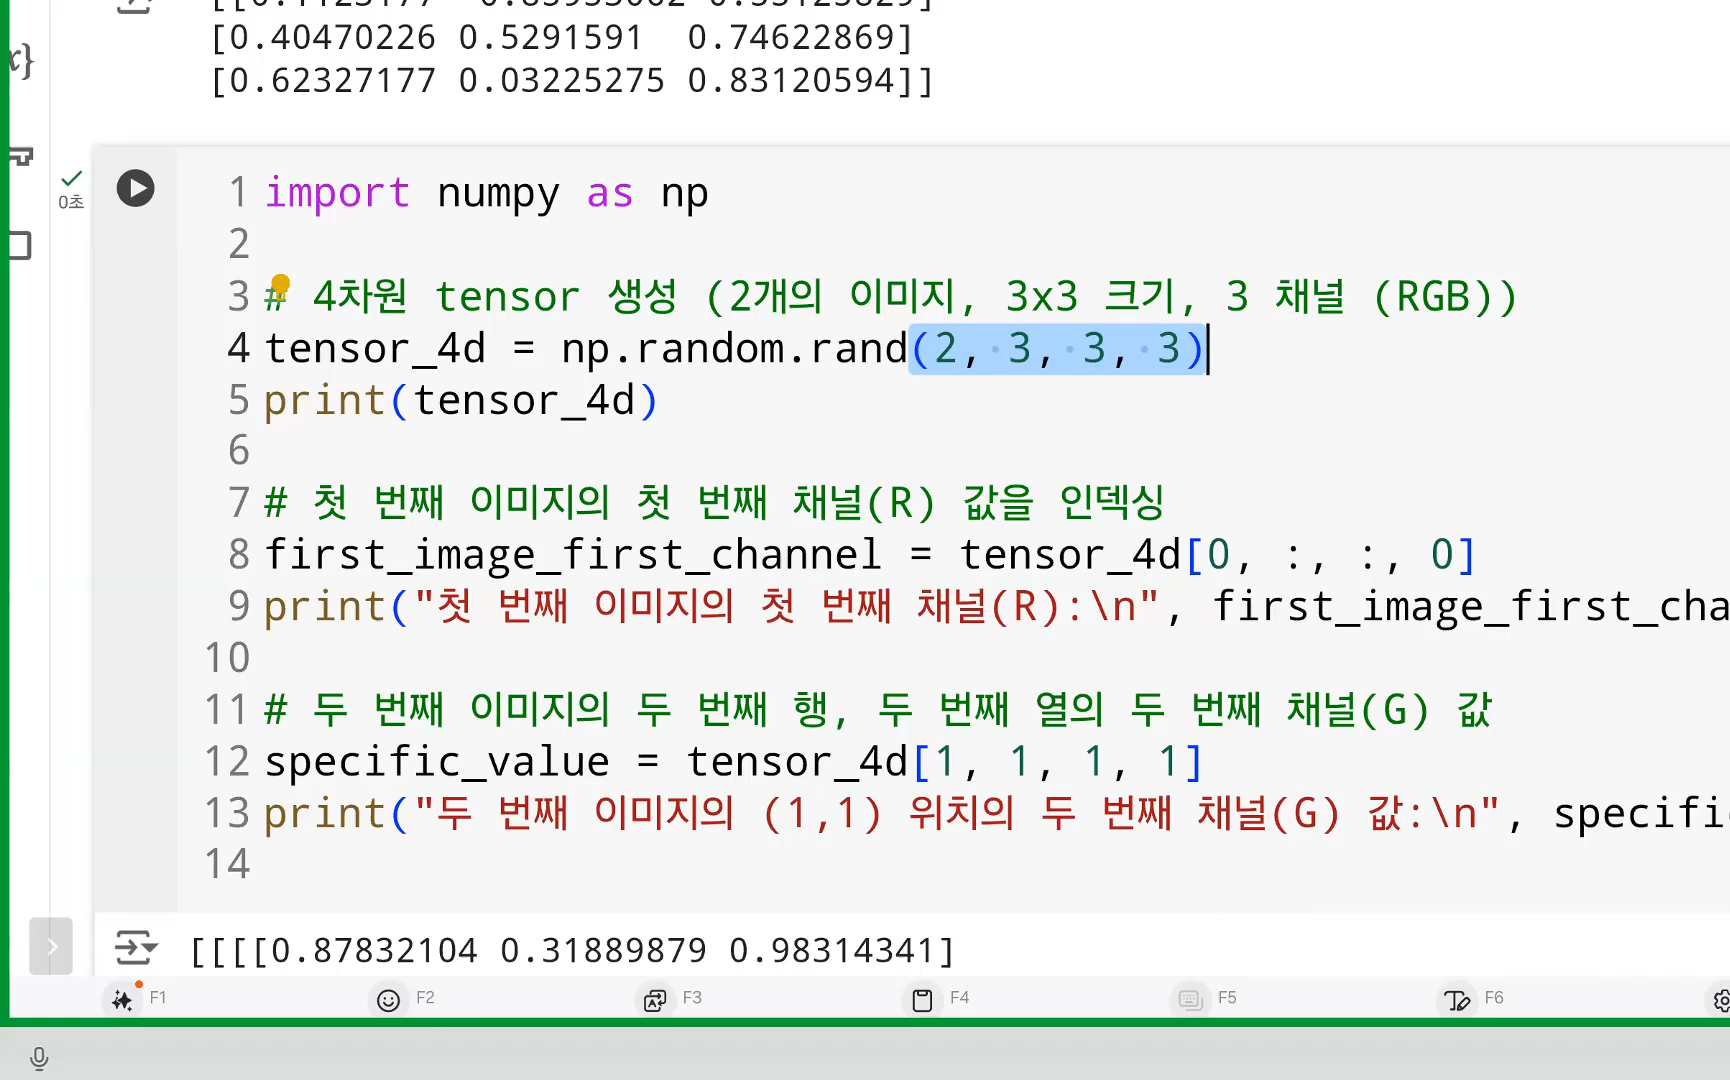 [0.40470226 0.5291591  0.74622869]
[0.62327177 0.03225275 0.83120594]]
0초
1 import numpy as np
2
3 # 4차원 tensor 생성 (2개의 이미지, 3x3 크기, 3 채널 (RGB))
4 tensor_4d = np.random.rand(2, 3, 3, 3)
5 print(tensor_4d)
6
7 # 첫 번째 이미지의 첫 번째 채널(R) 값을 인덱싱
8 first_image_first_channel = tensor_4d[0, :, :, 0]
9 print("첫 번째 이미지의 첫 번째 채널(R):\n", first_image_first_cha
10
11 # 두 번째 이미지의 두 번째 행, 두 번째 열의 두 번째 채널(G) 값
12 specific_value = tensor_4d[1, 1, 1, 1]
13 print("두 번째 이미지의 (1,1) 위치의 두 번째 채널(G) 값:\n", specifi
14
[[[[0.87832104 0.31889879 0.98314341]
F1 F2 F3 F4 F5 F6